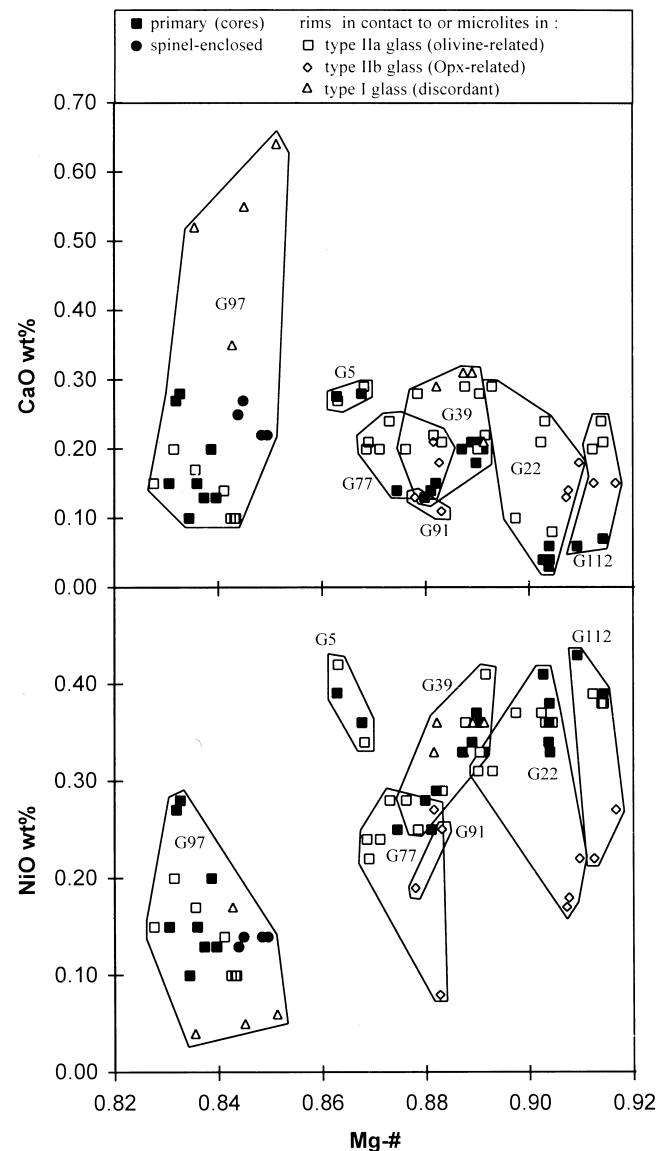 primary (cores)
spinel-enclosed
rims in contact to or microlites in :
type IIa glass (olivine-related)
type IIb glass (Opx-related)
type I glass (discordant)
0.70
0.60
0.50
0.40
0.30
0.20
0.10
0.00
CaO wt%
G97
G5
G39
G77
G22
G91
G112
0.40
0.30
0.20
0.10
0.00
NiO wt%
G5
G112
G39
G22
G97
G77
G91
0.82
0.84
0.86
0.88
0.90
0.92
Mg-#